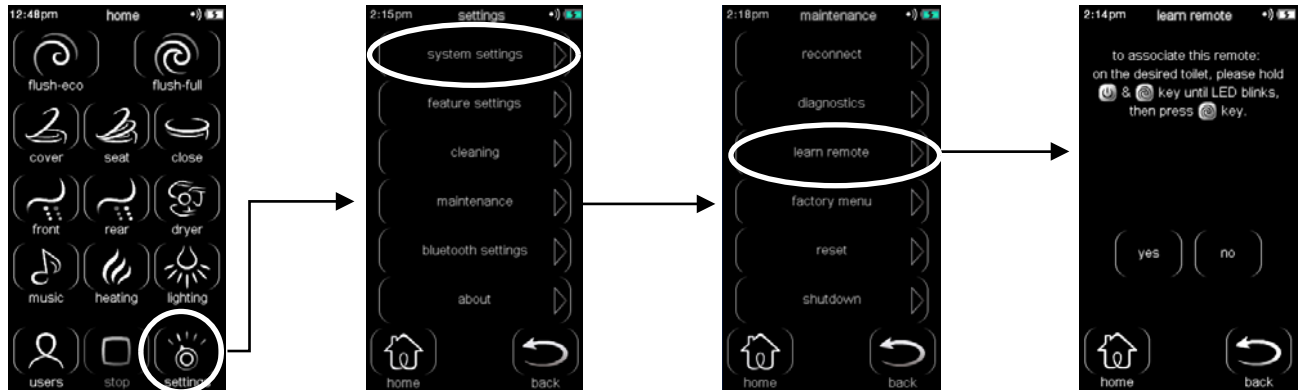 12:48pm home
flush-eco flush-full
cover seat close
front rear dryer
music heating lighting
users stop settings
2:15pm settings
system settings
feature settings
cleaning
maintenance
bluetooth settings
about
home back
2:18pm maintenance
reconnect
diagnostics
learn remote
factory menu
reset
shutdown
home back
2:14pm learn remote
to associate this remote:
on the desired toilet, please hold
& key until LED blinks,
then press key.
yes no
home back